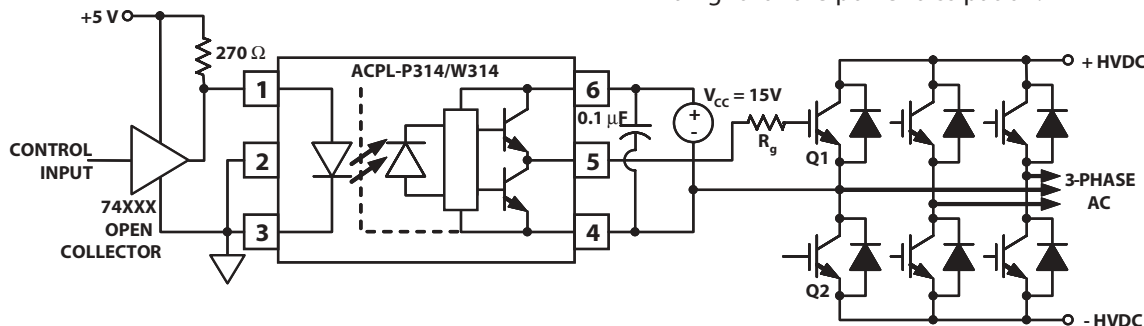 +5 V
270 Ω
ACPL-P314/W314
1
2
3
6
5
4
0.1 µF
V_CC = 15V
+
-
R_g
Q1
Q2
+ HVDC
3-PHASE
AC
- HVDC
CONTROL
INPUT
74XXX
OPEN
COLLECTOR